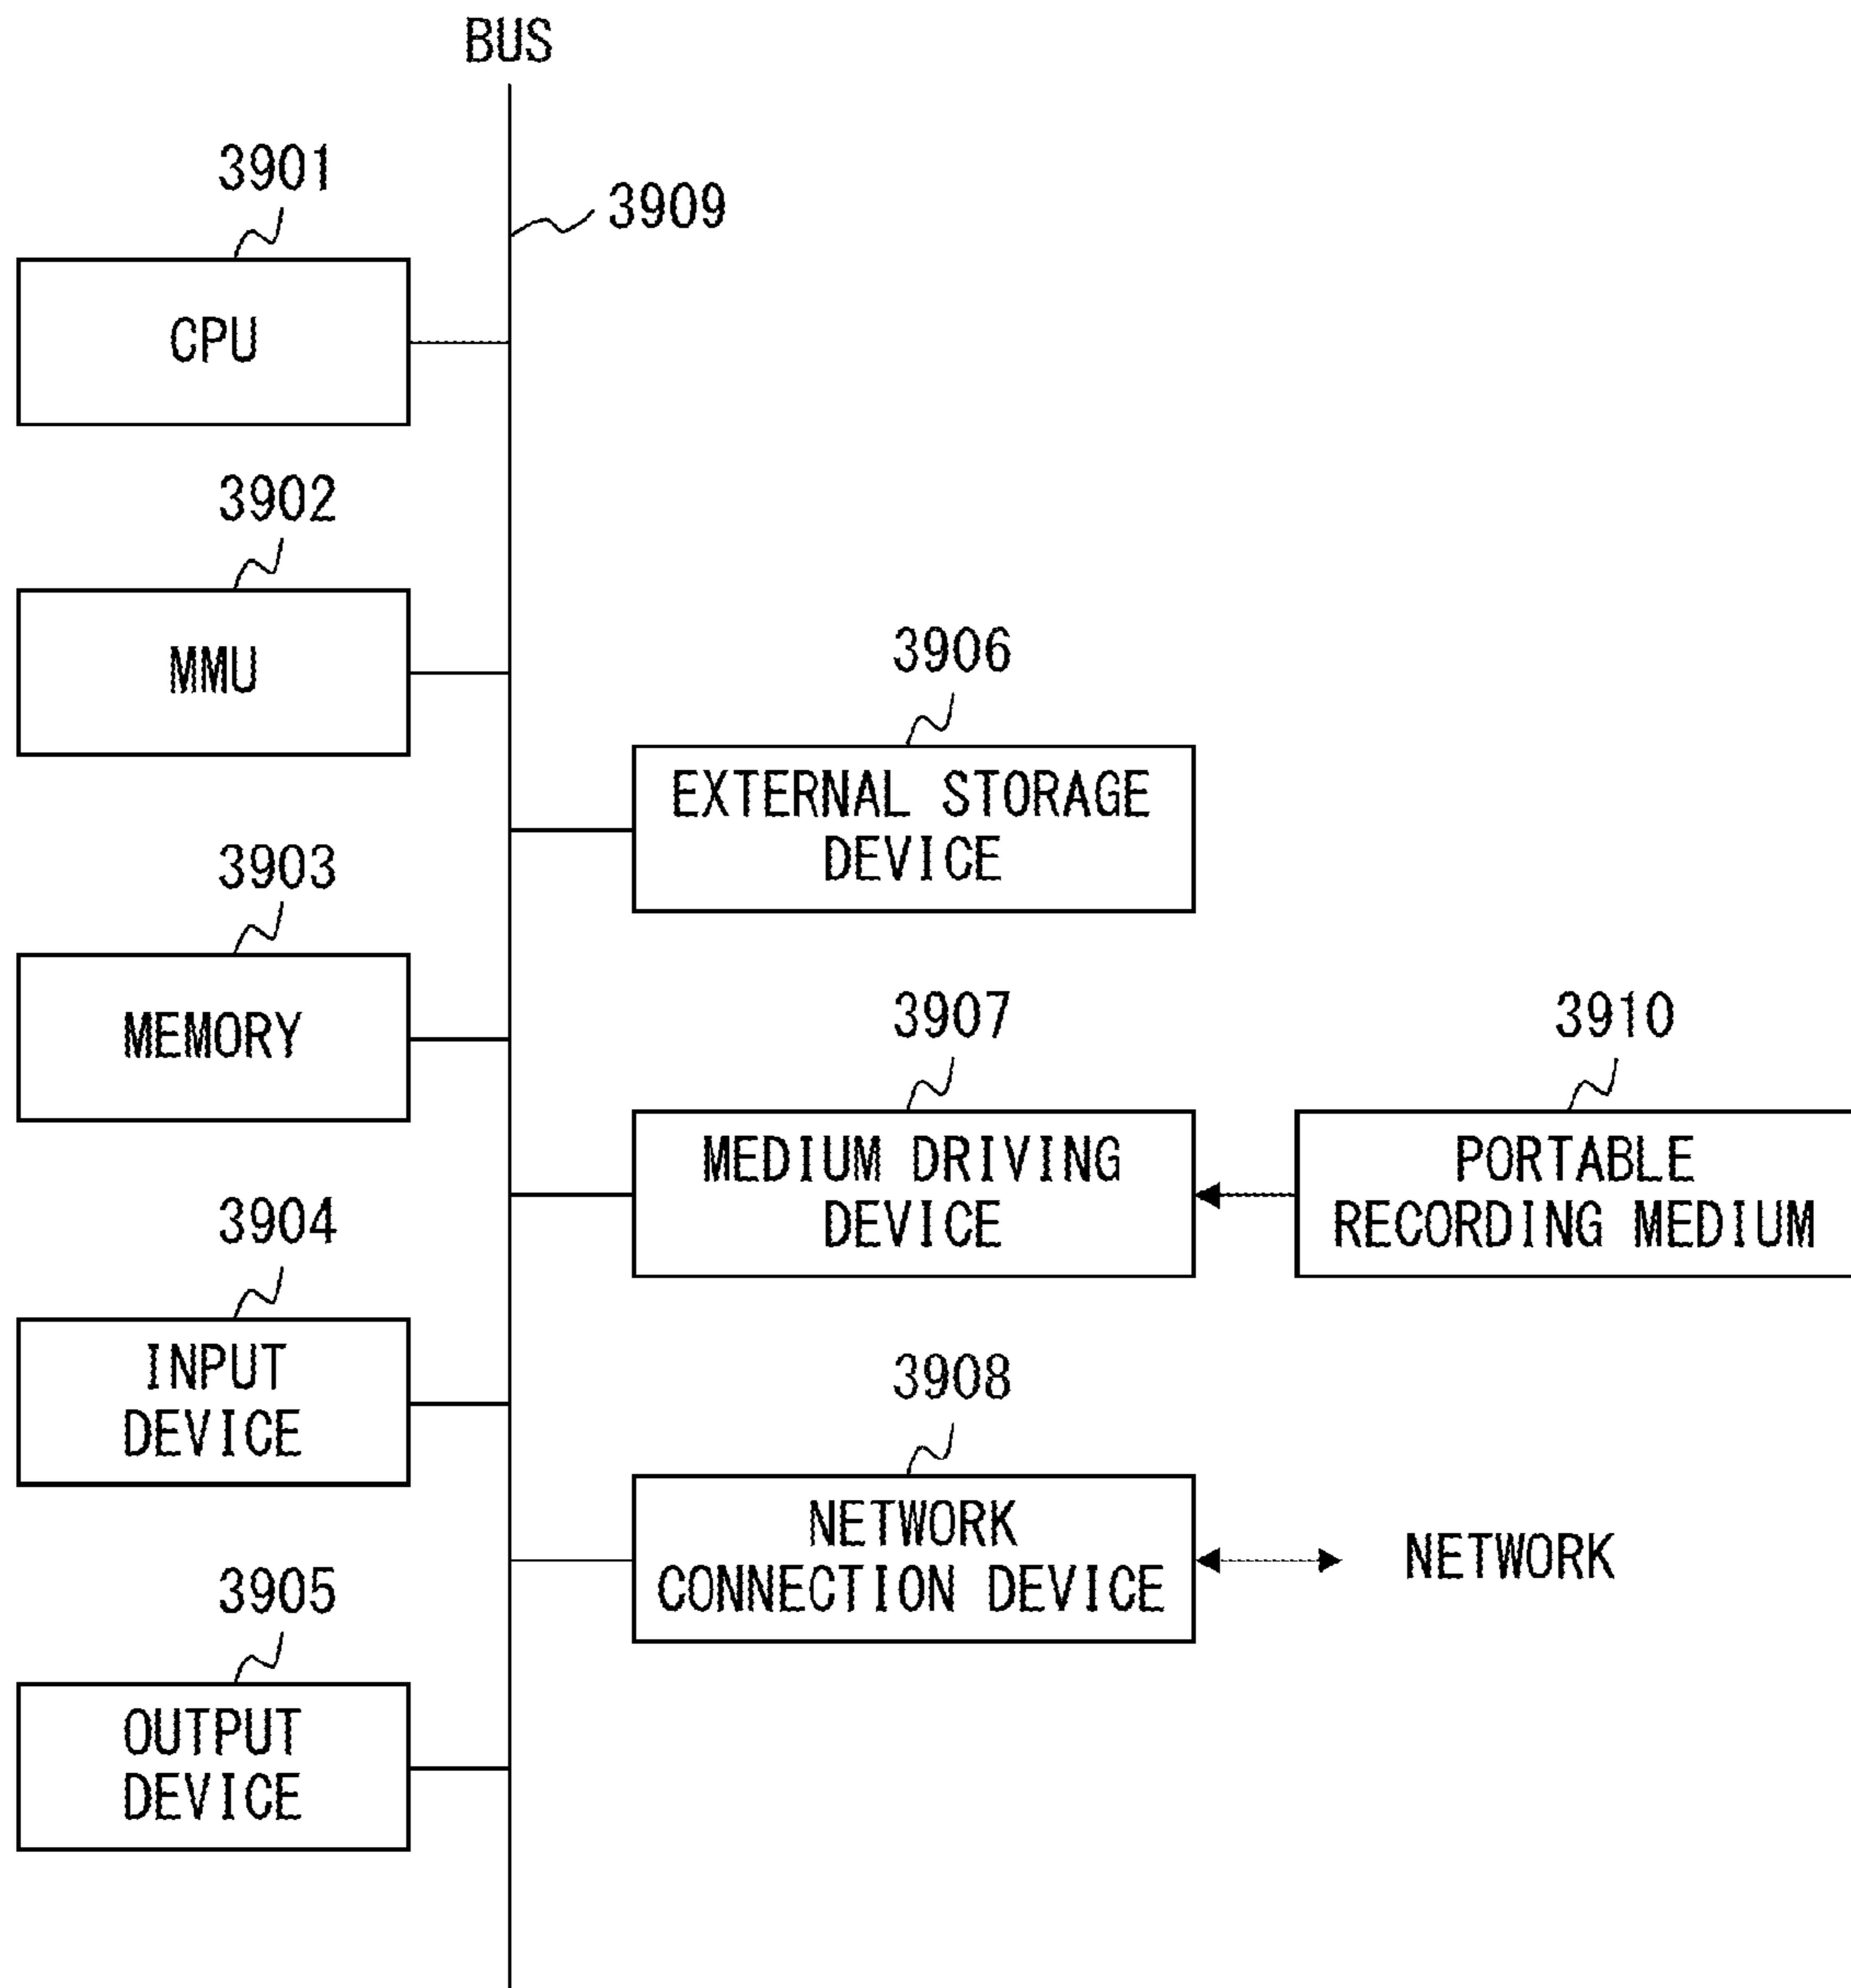 BUS
3901
3909
CPU
3902
MMU
3906
EXTERNAL STORAGE
DEVICE
3903
MEMORY
3907
3910
MEDIUM DRIVING
DEVICE
PORTABLE
RECORDING MEDIUM
3904
INPUT
DEVICE
3908
NETWORK
CONNECTION DEVICE
NETWORK
3905
OUTPUT
DEVICE